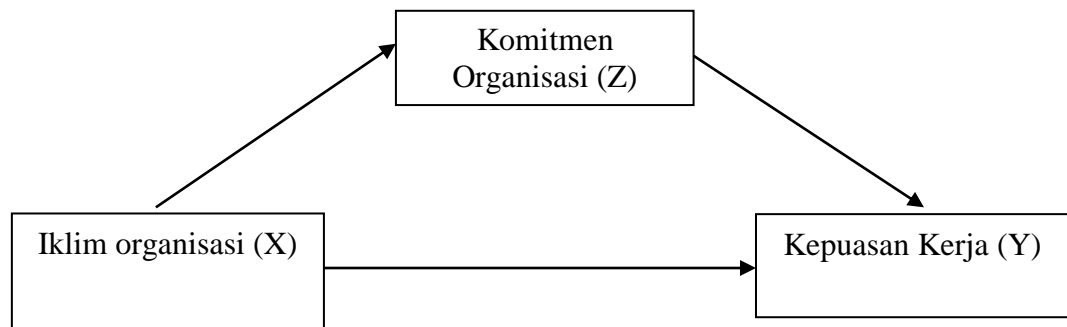 Komitmen
Organisasi (Z)
Iklim organisasi (X)
Kepuasan Kerja (Y)